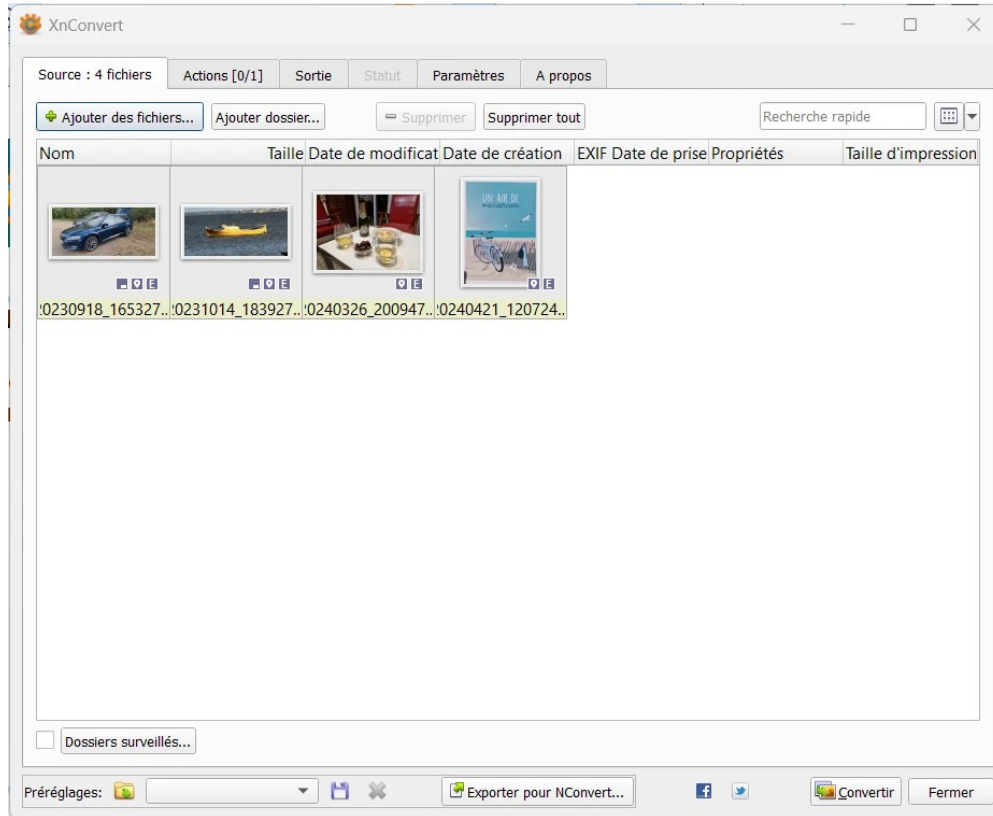 XnConvert
Source : 4 fichiers Actions [0/1] Sortie Statut Paramètres A propos
Ajouter des fichiers... Ajouter dossier... Supprimer Supprimer tout Recherche rapide
Nom Taille Date de modificat Date de création EXIF Date de prise Propriétés Taille d'impression
UN AIR DE
E E E E
0230918_165327... 0231014_183927... 0240326_200947... 0240421_120724...
Dossiers surveillés...
Préréglages: Exporter pour NConvert... f Convertir Fermer